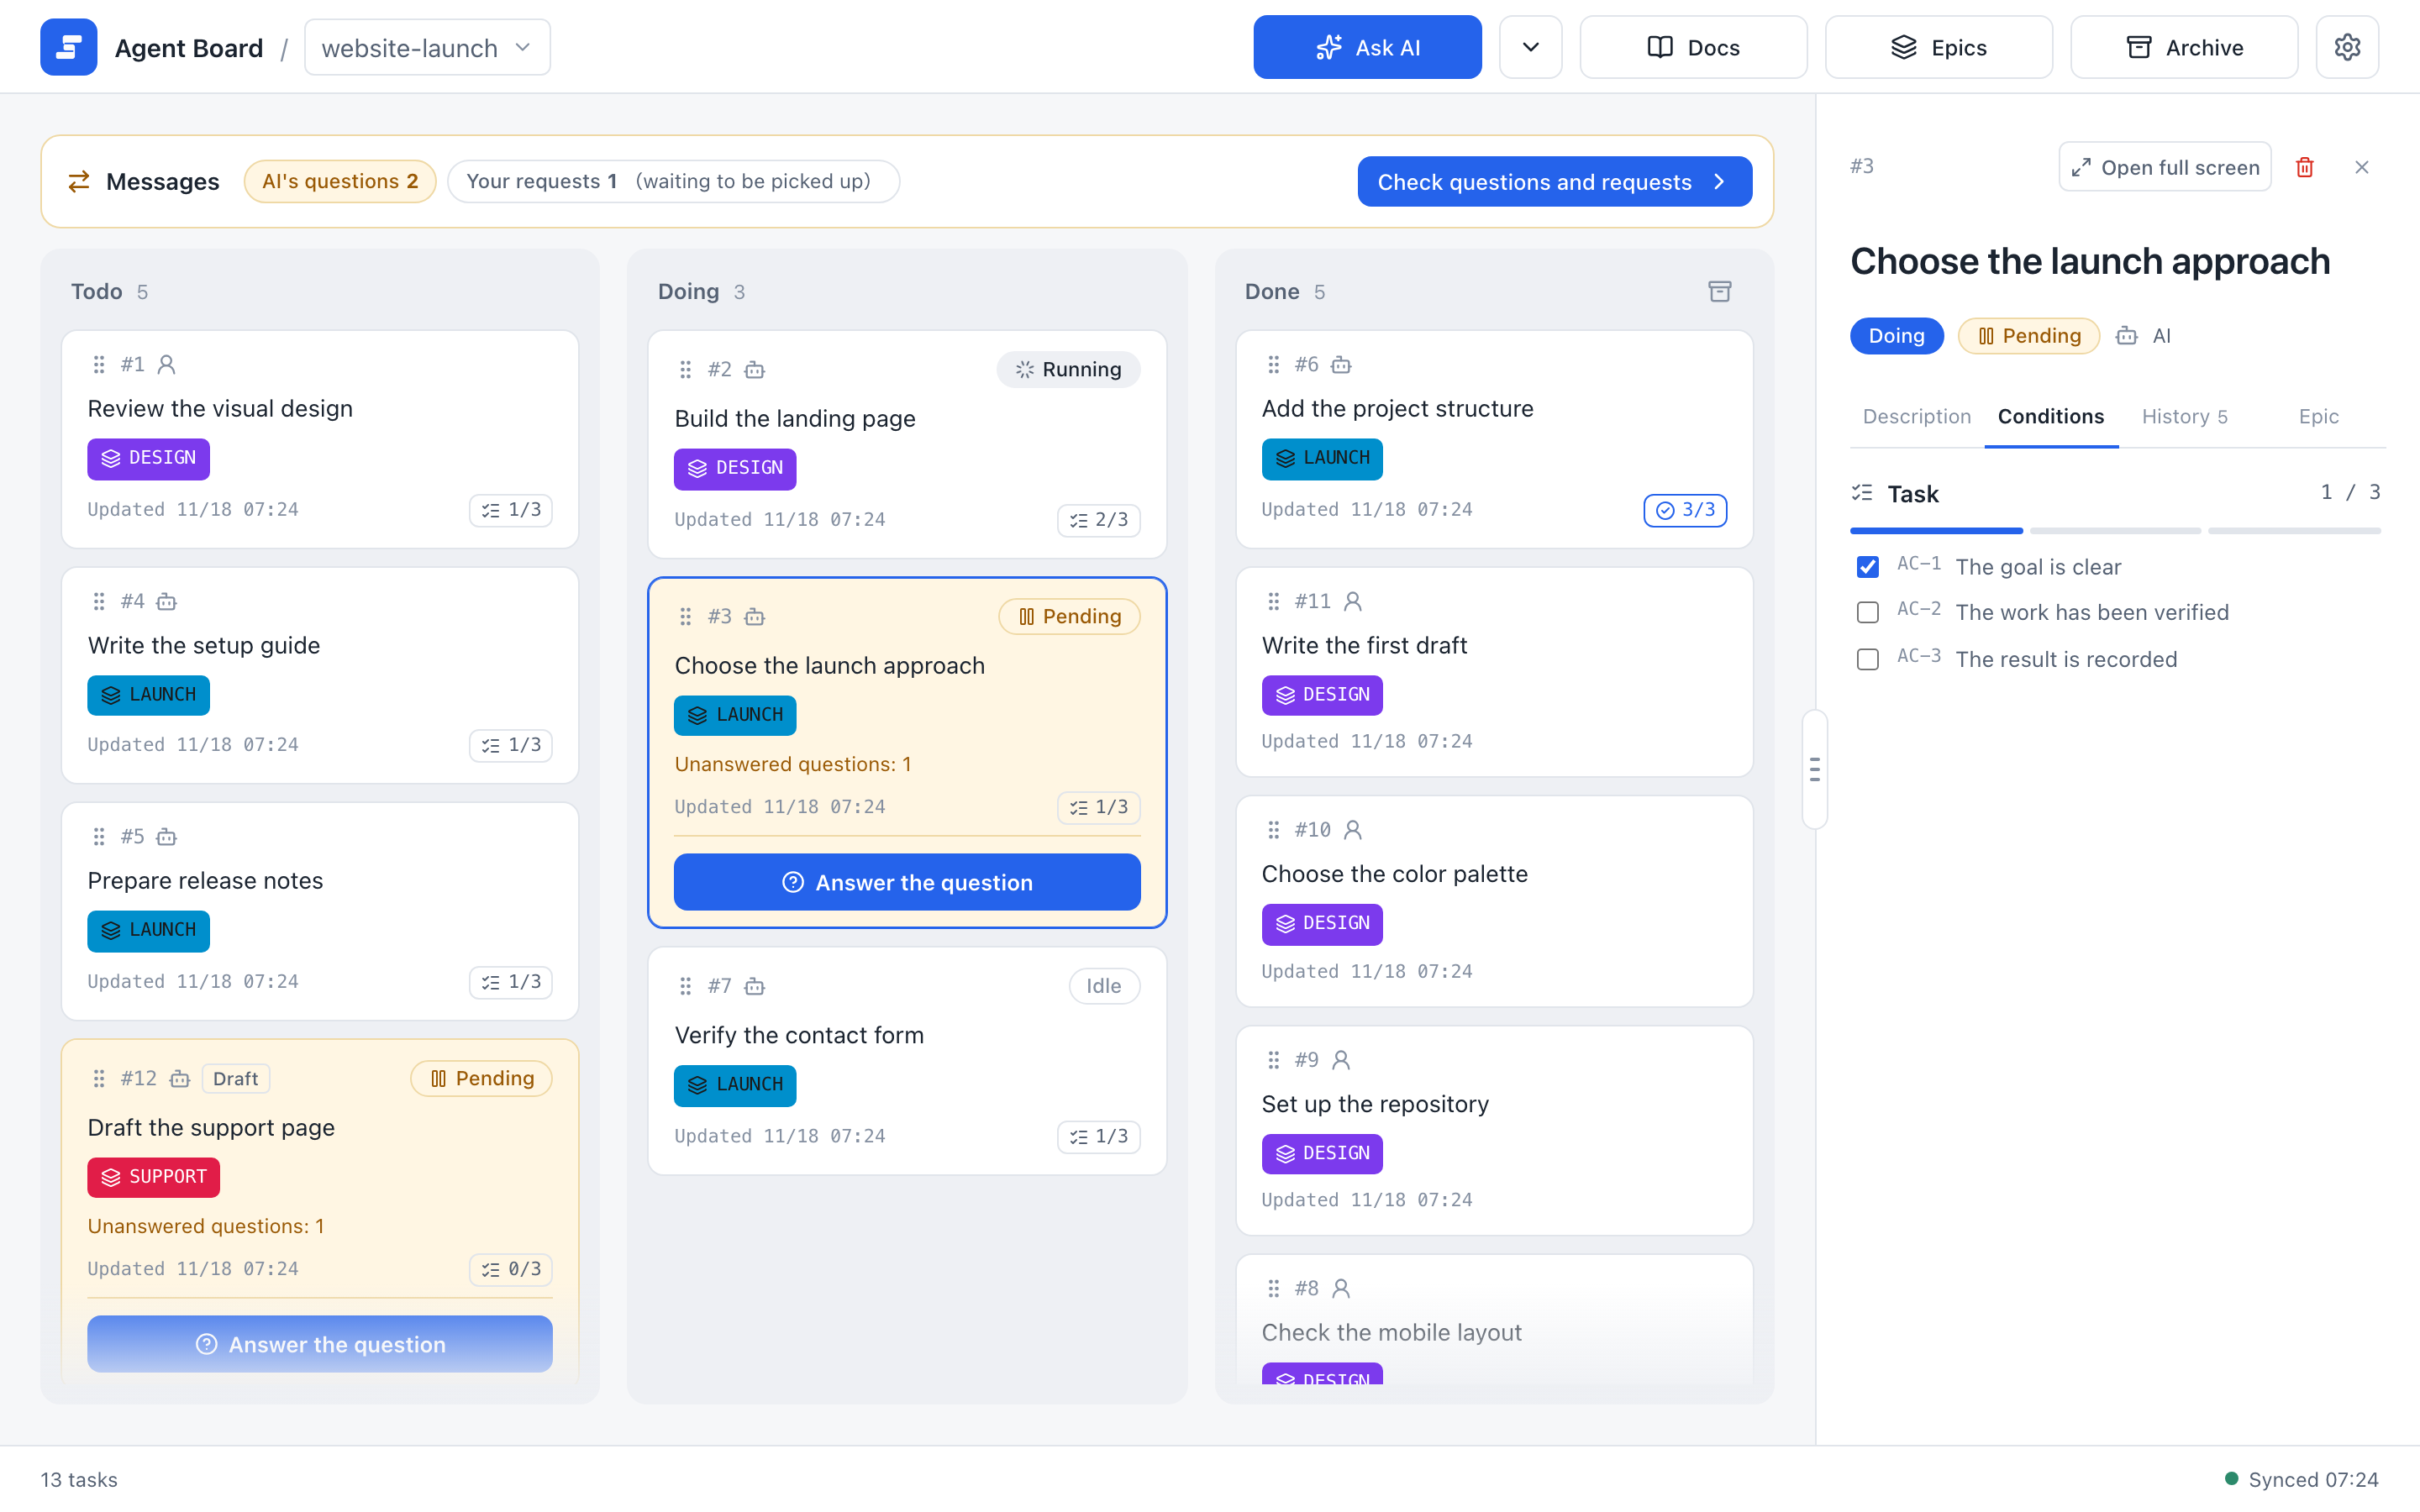 Agent Board / website-launch
Ask AI
Docs
Epics
Archive
Messages
AI's questions 2
Your requests 1 (waiting to be picked up)
Check questions and requests
Todo 5
#1
Review the visual design
DESIGN
Updated 11/18 07:24
1/3
#4
Write the setup guide
LAUNCH
Updated 11/18 07:24
1/3
#5
Prepare release notes
LAUNCH
Updated 11/18 07:24
1/3
#12 Draft
Pending
Draft the support page
SUPPORT
Unanswered questions: 1
Updated 11/18 07:24
0/3
Answer the question
Doing 3
#2
Running
Build the landing page
DESIGN
Updated 11/18 07:24
2/3
#3
Pending
Choose the launch approach
LAUNCH
Unanswered questions: 1
Updated 11/18 07:24
1/3
Answer the question
#7
Idle
Verify the contact form
LAUNCH
Updated 11/18 07:24
1/3
Done 5
#6
Add the project structure
LAUNCH
Updated 11/18 07:24
3/3
#11
Write the first draft
DESIGN
Updated 11/18 07:24
#10
Choose the color palette
DESIGN
Updated 11/18 07:24
#9
Set up the repository
DESIGN
Updated 11/18 07:24
#8
Check the mobile layout
DESIGN
#3
Open full screen
Choose the launch approach
Doing
Pending
AI
Description
Conditions
History 5
Epic
Task
1 / 3
AC-1 The goal is clear
AC-2 The work has been verified
AC-3 The result is recorded
13 tasks
Synced 07:24